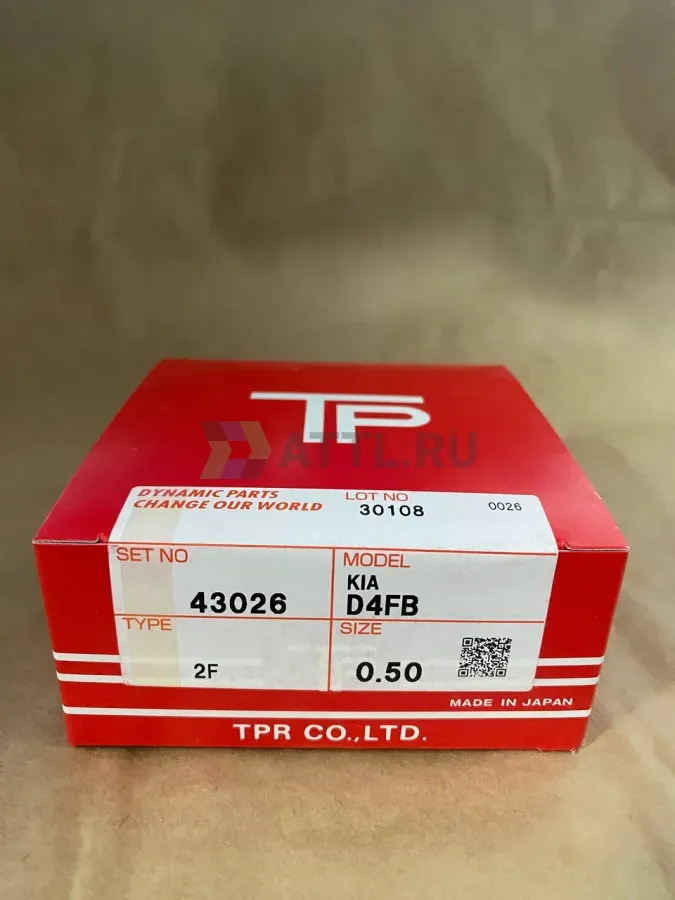 TP
ATTL.RU
DYNAMIC PARTS
CHANGE OUR WORLD
LOT NO
30108
0026
SET NO
43026
MODEL
KIA
D4FB
TYPE
2F
SIZE
0.50
MADE IN JAPAN
TPR CO.,LTD.